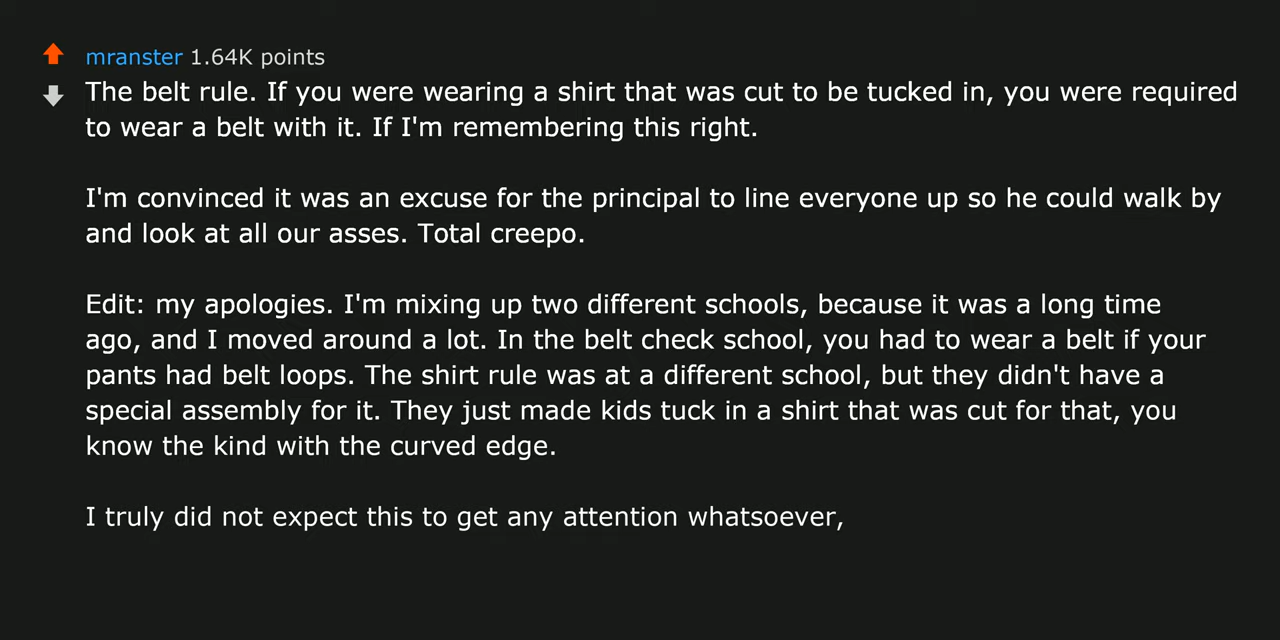 mranster 1.64K points
The belt rule. If you were wearing a shirt that was cut to be tucked in, you were required
to wear a belt with it. If I'm remembering this right.
I'm convinced it was an excuse for the principal to line everyone up so he could walk by
and look at all our asses. Total creepo.
Edit: my apologies. I'm mixing up two different schools, because it was a long time
ago, and I moved around a lot. In the belt check school, you had to wear a belt if your
pants had belt loops. The shirt rule was at a different school, but they didn't have a
special assembly for it. They just made kids tuck in a shirt that was cut for that, you
know the kind with the curved edge.
I truly did not expect this to get any attention whatsoever,